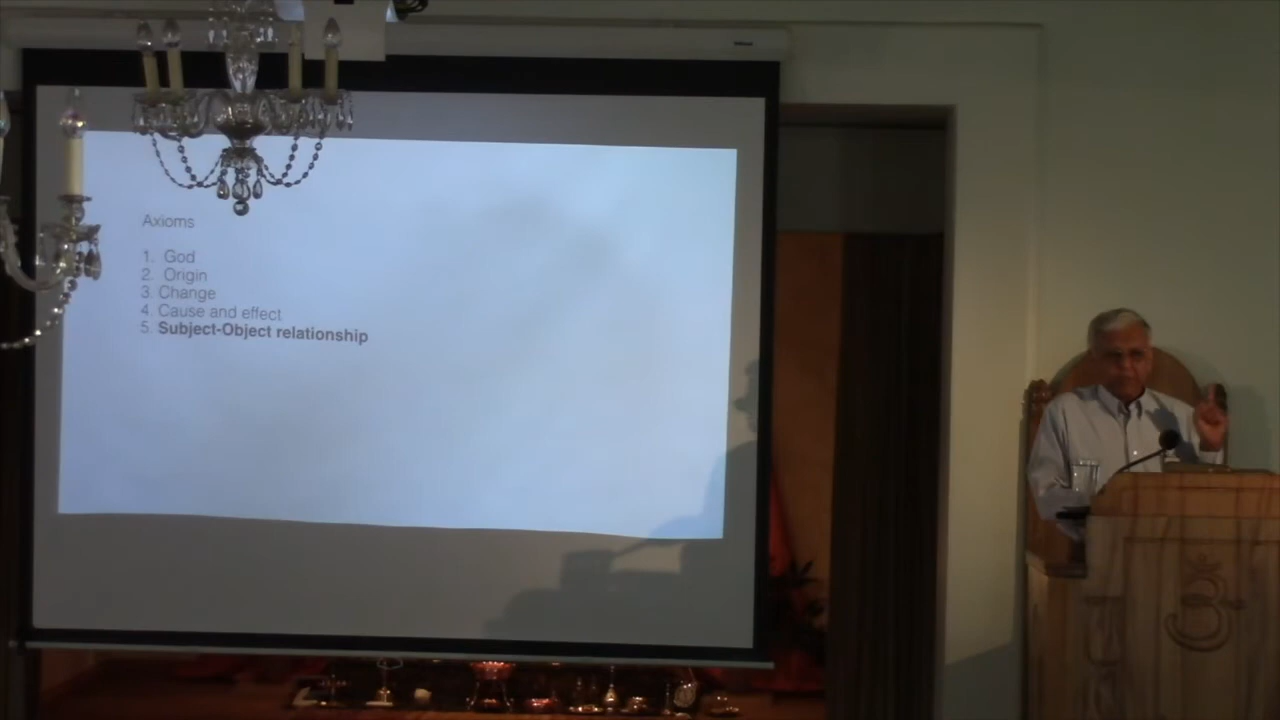 Axioms
1. God
2. Origin
3. Change
4. Cause and effect
5. Subject-Object relationship
ॐ